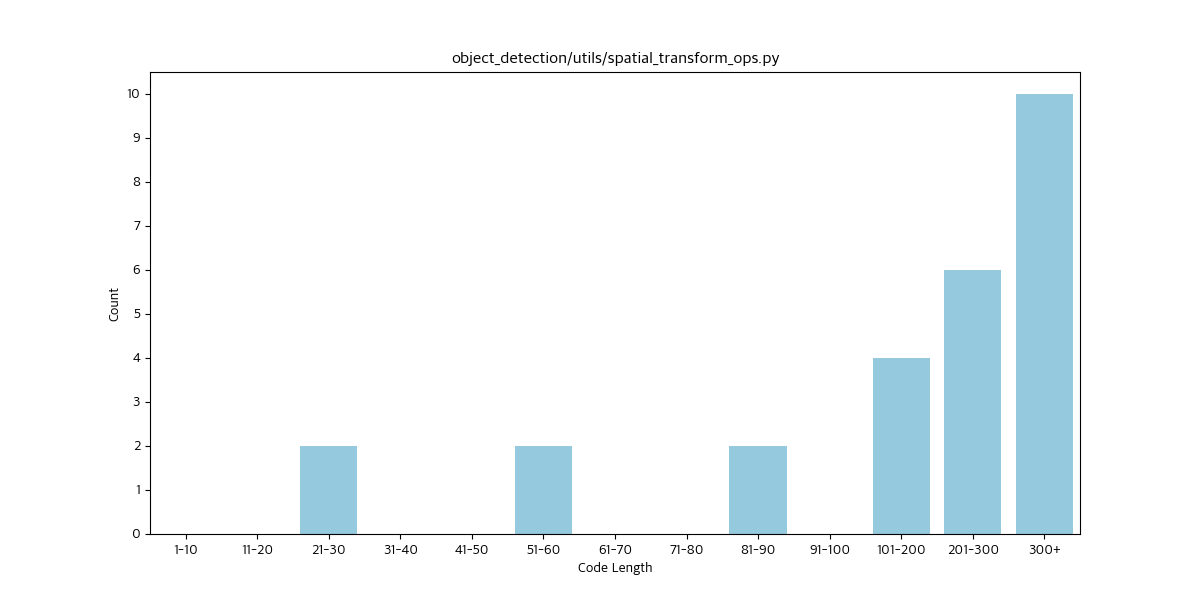 object_detection/utils/spatial_transform_ops.py
10
9
8
7
6
5
4
3
2
1
0
Count
1-10 11-20 21-30 31-40 41-50 51-60 61-70 71-80 81-90 91-100 101-200 201-300 300+
Code Length